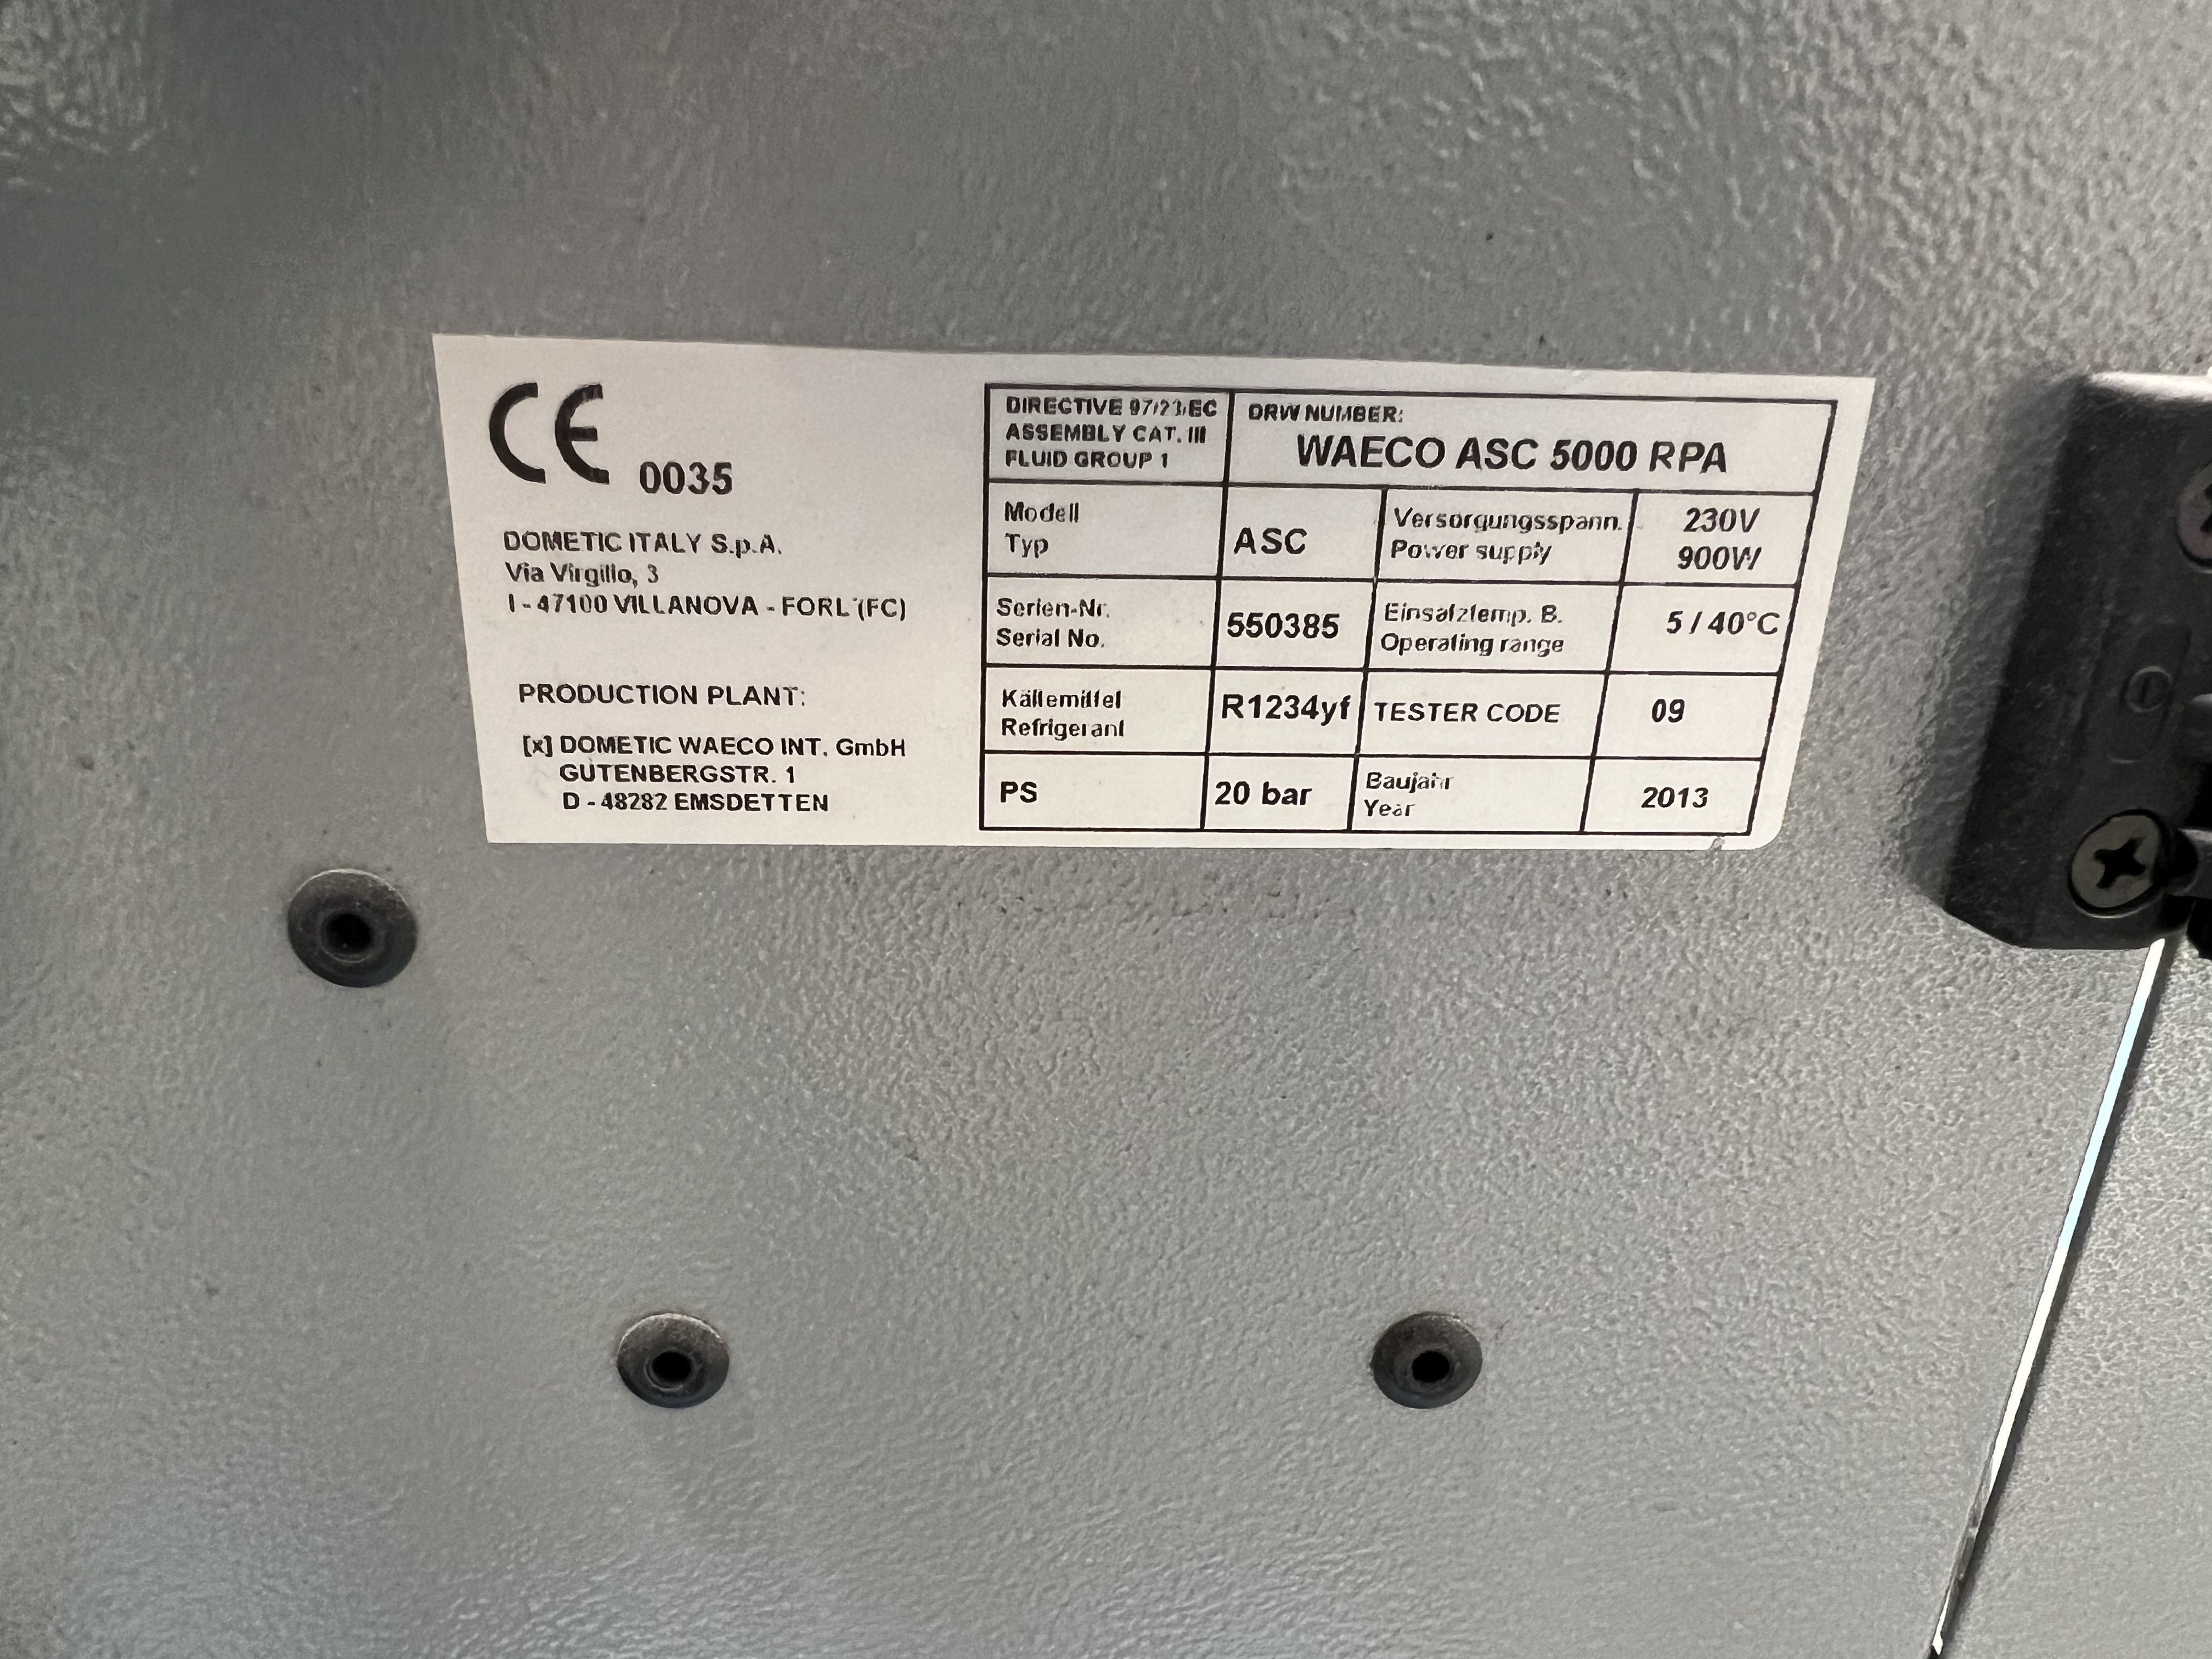 CE 0035
DOMETIC ITALY S.p.A.
Via Virgilio, 3
I - 47100 VILLANOVA - FORLI' (FC)
PRODUCTION PLANT:
[x] DOMETIC WAECO INT. GmbH
GUTENBERGSTR. 1
D - 48282 EMSDETTEN
DIRECTIVE 97/23/EC
ASSEMBLY CAT. III
FLUID GROUP 1
DRW NUMBER:
WAECO ASC 5000 RPA
Modell
Typ
ASC
Versorgungsspann.
Power supply
230V
900W
Serien-Nr.
Serial No.
550385
Einsatztemp. B.
Operating range
5 / 40°C
Kältemittel
Refrigerant
R1234yf
TESTER CODE
09
PS
20 bar
Baujahr
Year
2013